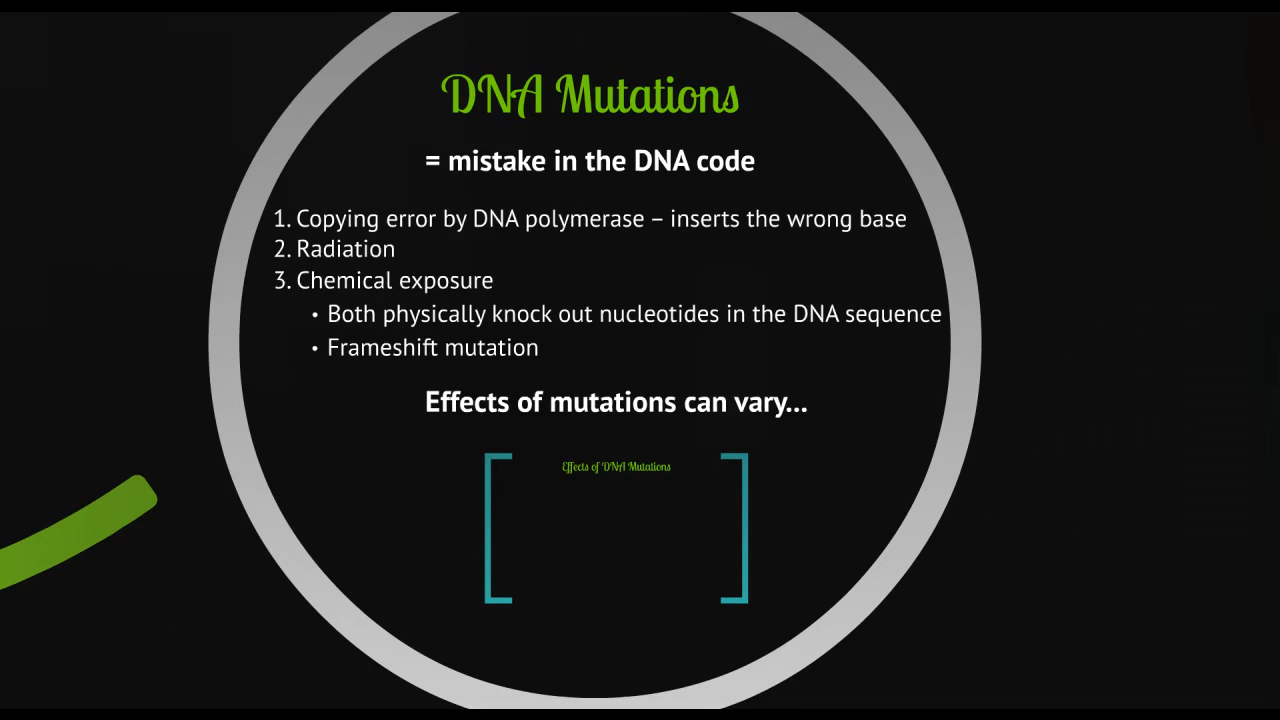 DNA Mutations
= mistake in the DNA code
1. Copying error by DNA polymerase – inserts the wrong base
2. Radiation
3. Chemical exposure
• Both physically knock out nucleotides in the DNA sequence
• Frameshift mutation
Effects of mutations can vary...
Effects of DNA Mutations